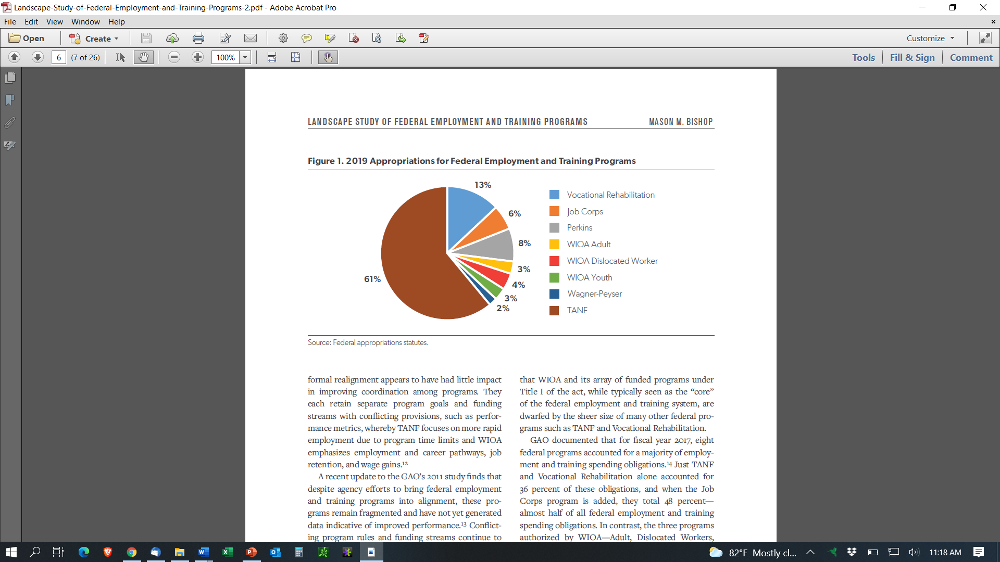 Landscape-Study-of-Federal-Employment-and-Training-Programs-2.pdf - Adobe Acrobat Pro
File Edit View Window Help
Open Create Customize
6 (7 of 26) 100% Tools Fill & Sign Comment
LANDSCAPE STUDY OF FEDERAL EMPLOYMENT AND TRAINING PROGRAMS MASON M. BISHOP
Figure 1. 2019 Appropriations for Federal Employment and Training Programs
13%
6%
8%
3%
4%
3%
2%
61%
Vocational Rehabilitation
Job Corps
Perkins
WIOA Adult
WIOA Dislocated Worker
WIOA Youth
Wagner-Peyser
TANF
Source: Federal appropriations statutes.
formal realignment appears to have had little impact
in improving coordination among programs. They
each retain separate program goals and funding
streams with conflicting provisions, such as perfor-
mance metrics, whereby TANF focuses on more rapid
employment due to program time limits and WIOA
emphasizes employment and career pathways, job
retention, and wage gains.12
A recent update to the GAO's 2011 study finds that
despite agency efforts to bring federal employment
and training programs into alignment, these pro-
grams remain fragmented and have not yet generated
data indicative of improved performance.13 Conflict-
ing program rules and funding streams continue to
that WIOA and its array of funded programs under
Title I of the act, while typically seen as the “core”
of the federal employment and training system, are
dwarfed by the sheer size of many other federal pro-
grams such as TANF and Vocational Rehabilitation.
GAO documented that for fiscal year 2017, eight
federal programs accounted for a majority of employ-
ment and training spending obligations.14 Just TANF
and Vocational Rehabilitation alone accounted for
36 percent of these obligations, and when the Job
Corps program is added, they total 48 percent—
almost half of all federal employment and training
spending obligations. In contrast, the three programs
authorized by WIOA—Adult, Dislocated Workers,
82°F Mostly cl... 11:18 AM